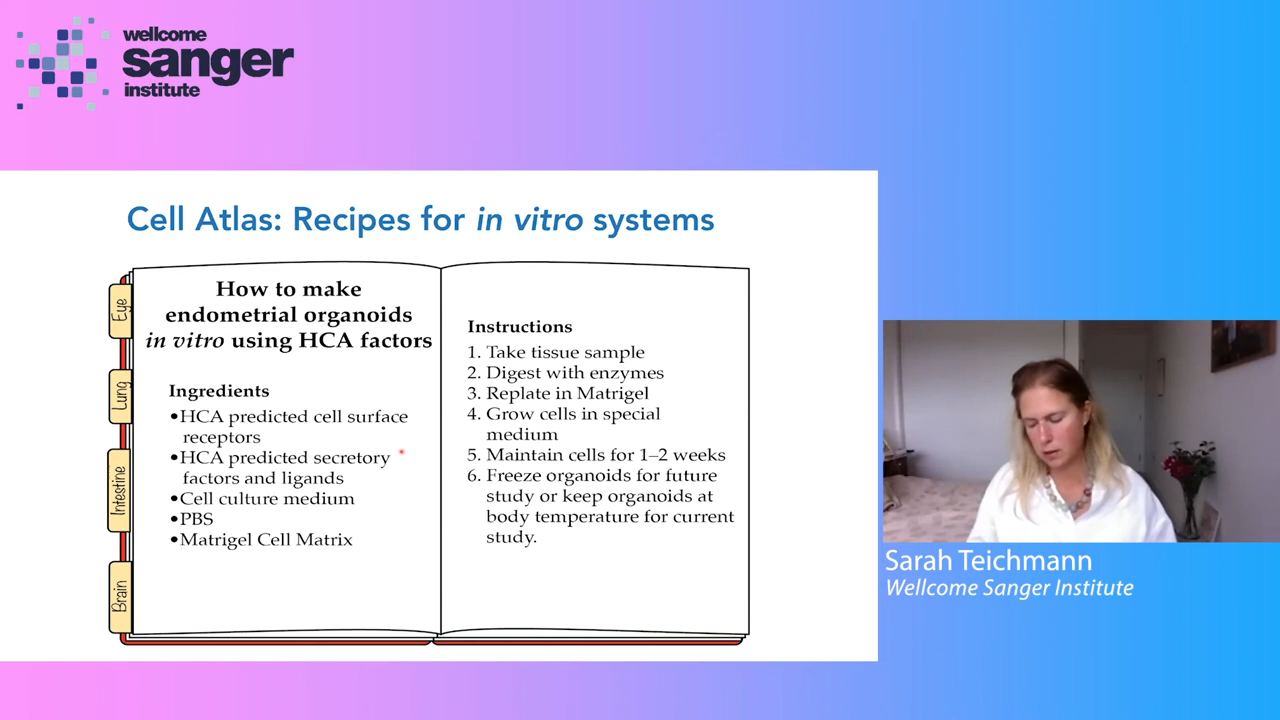 wellcome
sanger
institute
Cell Atlas: Recipes for in vitro systems
Eye
Lung
Intestine
Brain
How to make
endometrial organoids
in vitro using HCA factors
Ingredients
•HCA predicted cell surface
receptors
•HCA predicted secretory
factors and ligands
•Cell culture medium
•PBS
•Matrigel Cell Matrix
Instructions
1. Take tissue sample
2. Digest with enzymes
3. Replate in Matrigel
4. Grow cells in special
medium
5. Maintain cells for 1–2 weeks
6. Freeze organoids for future
study or keep organoids at
body temperature for current
study.
Sarah Teichmann
Wellcome Sanger Institute